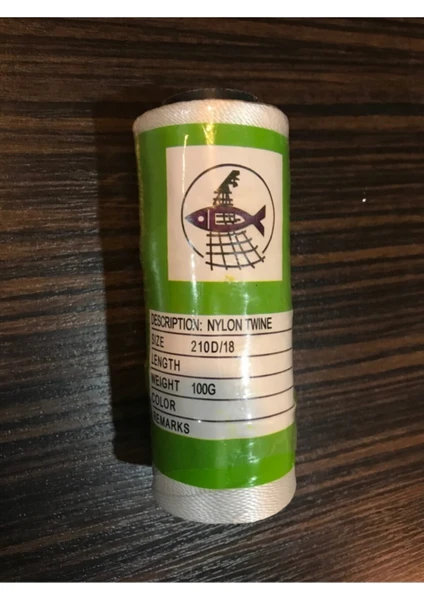 DESCRIPTION: NYLON TWINE
SIZE 210D/18
LENGTH
WEIGHT 100G
COLOR
REMARKS